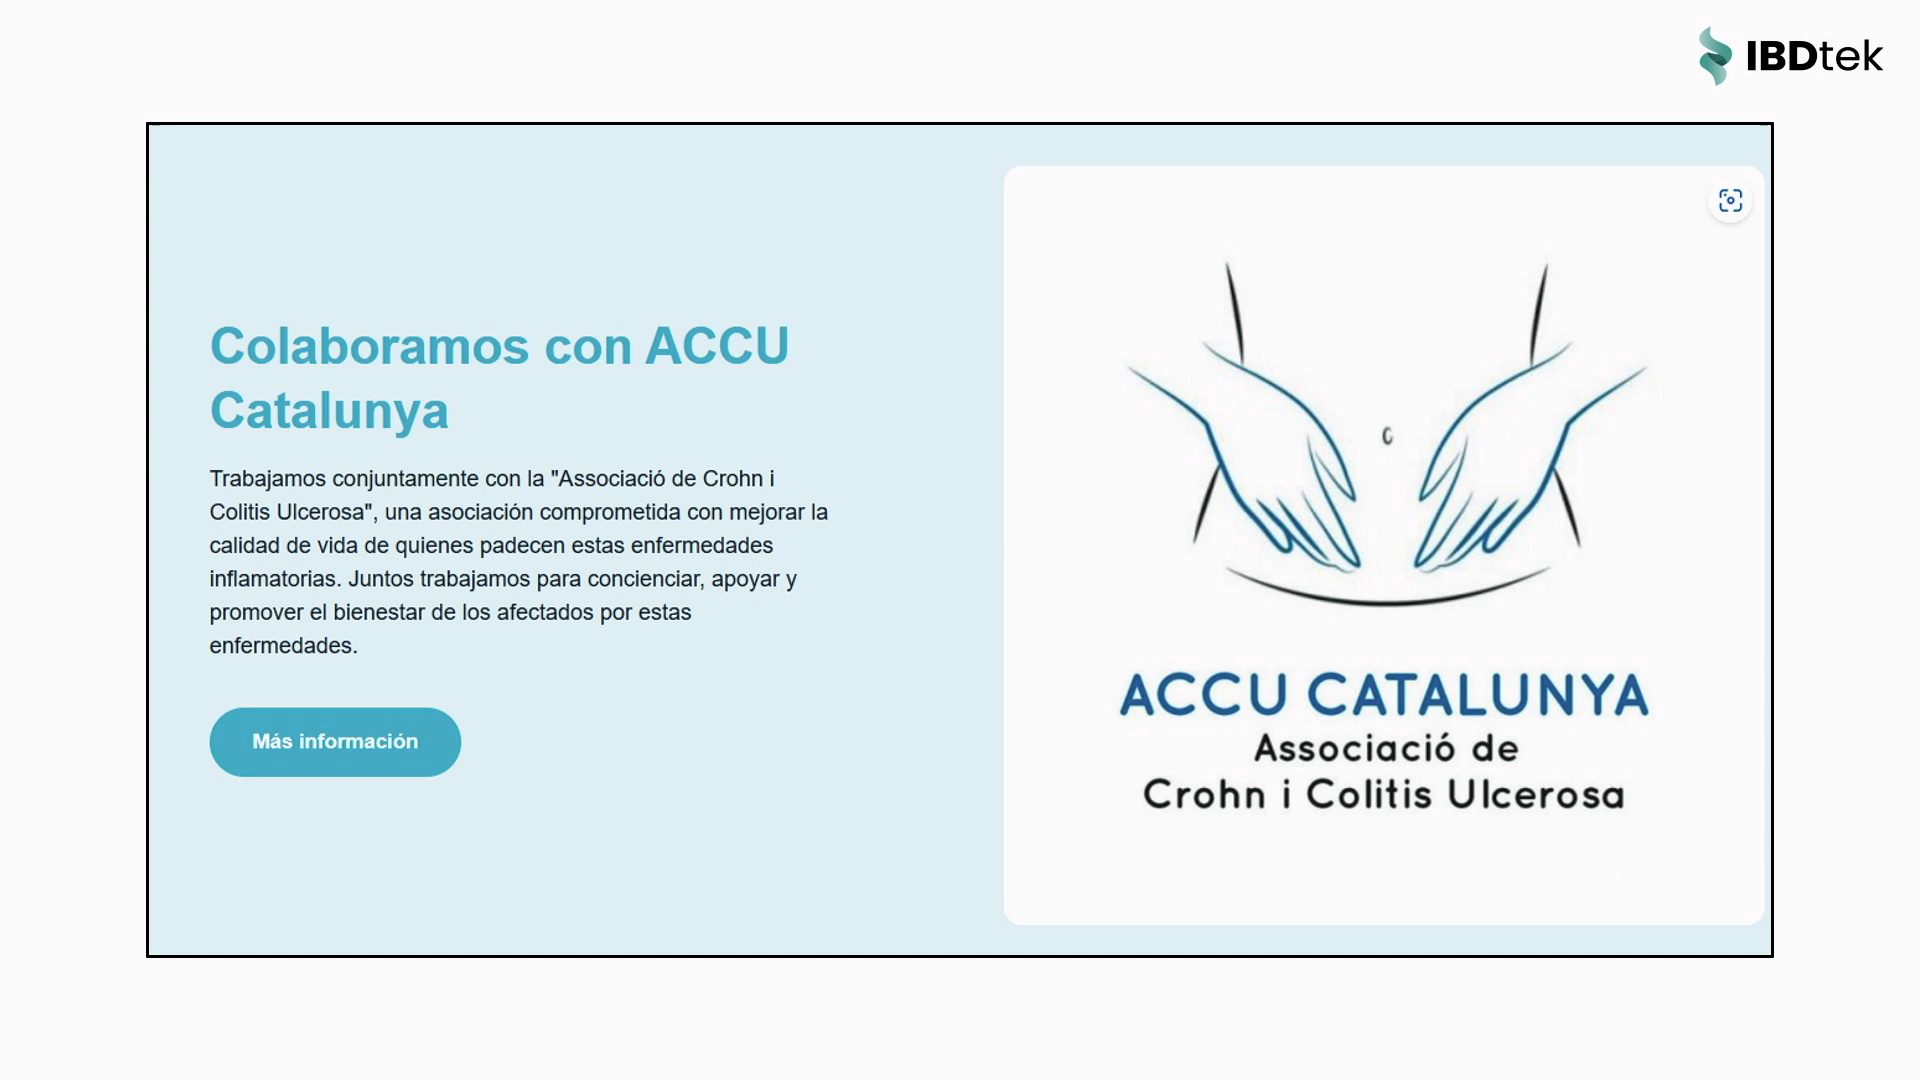 IBDtek
Colaboramos con ACCU
Catalunya
Trabajamos conjuntamente con la "Associació de Crohn i
Colitis Ulcerosa", una asociación comprometida con mejorar la
calidad de vida de quienes padecen estas enfermedades
inflamatorias. Juntos trabajamos para concienciar, apoyar y
promover el bienestar de los afectados por estas
enfermedades.
Más información
ACCU CATALUNYA
Associació de
Crohn i Colitis Ulcerosa